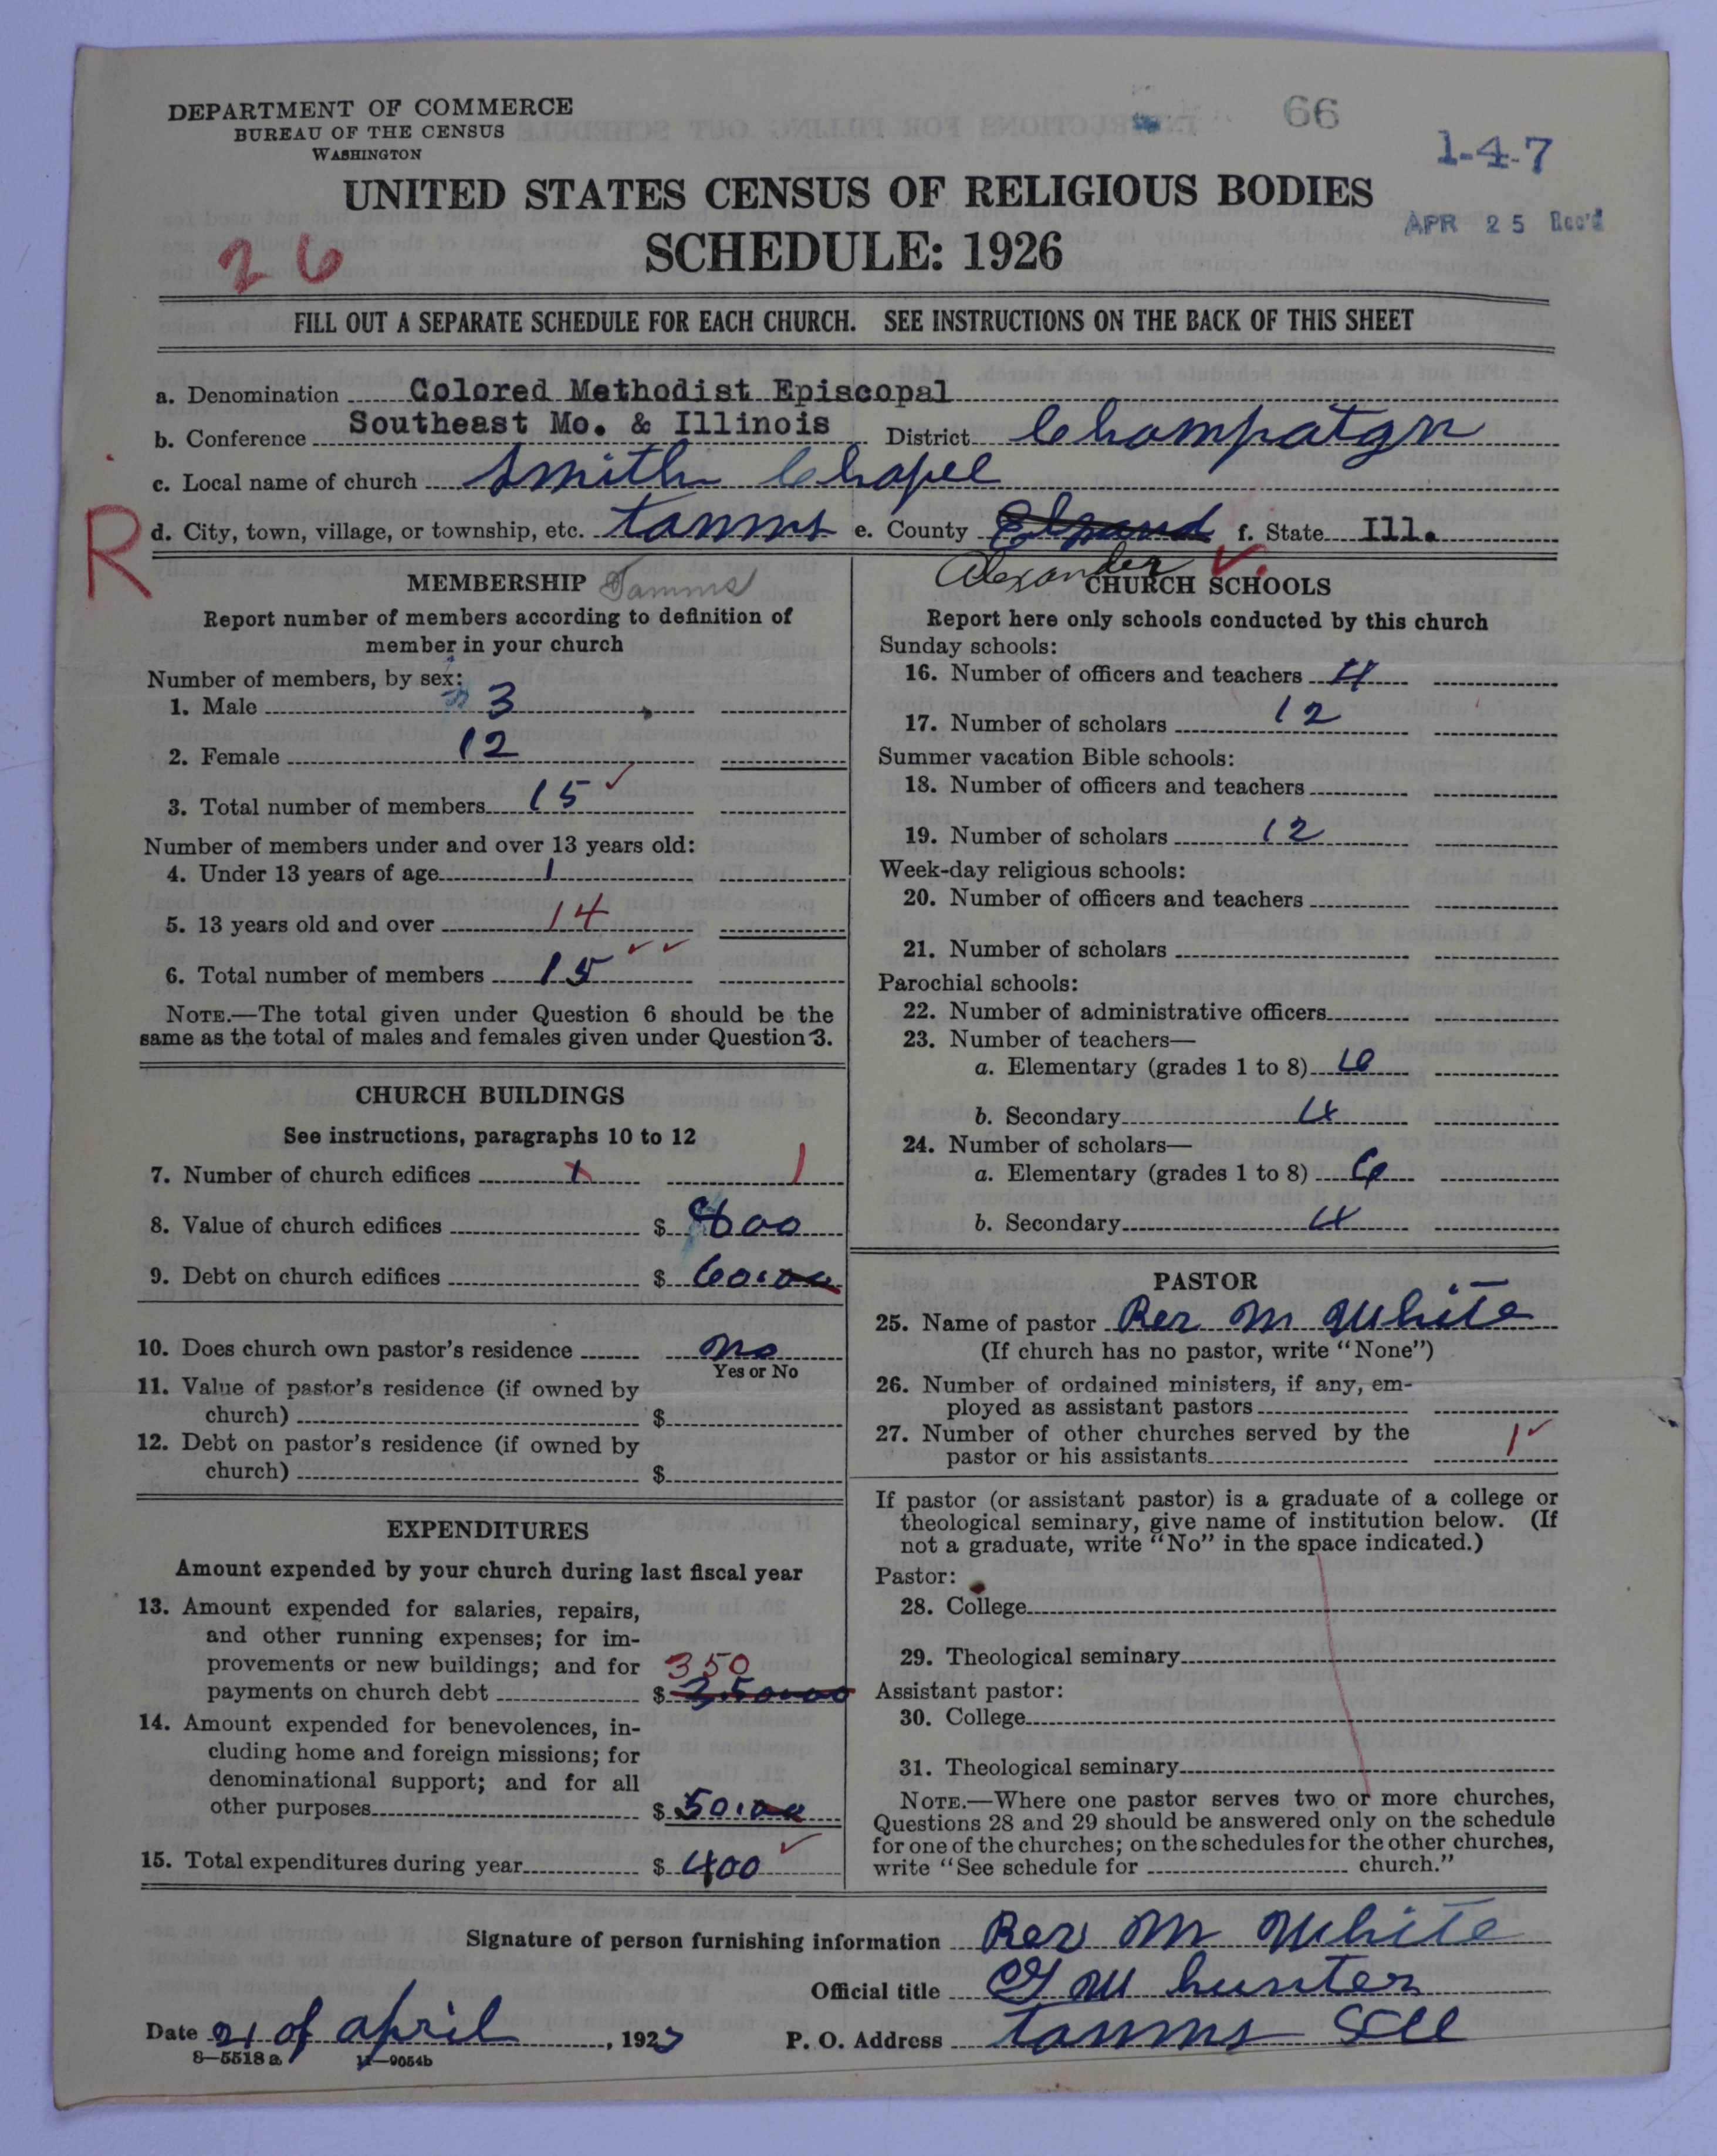 DEPARTMENT OF COMMERCE
BUREAU OF THE CENSUS
WASHINGTON
66
1-4-7
UNITED STATES CENSUS OF RELIGIOUS BODIES
SCHEDULE: 1926
APR 25 Rec'd
26
FILL OUT A SEPARATE SCHEDULE FOR EACH CHURCH. SEE INSTRUCTIONS ON THE BACK OF THIS SHEET
a. Denomination Colored Methodist Episcopal
b. Conference Southeast Mo. & Illinois District Chompatgn
c. Local name of church Smith Chapel
R
d. City, town, village, or township, etc. tamms e. County f. State Ill.
Alexander
MEMBERSHIP Tamms
Report number of members according to definition of
member in your church
Number of members, by sex:
1. Male 3
2. Female 12
3. Total number of members 15
Number of members under and over 13 years old:
4. Under 13 years of age 1
5. 13 years old and over 14
6. Total number of members 15
NOTE.—The total given under Question 6 should be the
same as the total of males and females given under Question 3.
CHURCH BUILDINGS
See instructions, paragraphs 10 to 12
7. Number of church edifices 1 1
8. Value of church edifices $ 800
9. Debt on church edifices $ 60.00
10. Does church own pastor's residence no
Yes or No
11. Value of pastor's residence (if owned by
church) $
12. Debt on pastor's residence (if owned by
church) $
EXPENDITURES
Amount expended by your church during last fiscal year
13. Amount expended for salaries, repairs,
and other running expenses; for im-
provements or new buildings; and for 350
payments on church debt $ 350.00
14. Amount expended for benevolences, in-
cluding home and foreign missions; for
denominational support; and for all
other purposes $ 50.00
15. Total expenditures during year $ 400
CHURCH SCHOOLS
Report here only schools conducted by this church
Sunday schools:
16. Number of officers and teachers 4
17. Number of scholars 12
Summer vacation Bible schools:
18. Number of officers and teachers
19. Number of scholars 12
Week-day religious schools:
20. Number of officers and teachers
21. Number of scholars
Parochial schools:
22. Number of administrative officers
23. Number of teachers—
a. Elementary (grades 1 to 8) 6
b. Secondary 4
24. Number of scholars—
a. Elementary (grades 1 to 8) 6
b. Secondary 4
PASTOR
25. Name of pastor Rev M White
(If church has no pastor, write "None")
26. Number of ordained ministers, if any, em-
ployed as assistant pastors
27. Number of other churches served by the
pastor or his assistants 1
If pastor (or assistant pastor) is a graduate of a college or
theological seminary, give name of institution below. (If
not a graduate, write "No" in the space indicated.)
Pastor:
28. College
29. Theological seminary
Assistant pastor:
30. College
31. Theological seminary
NOTE.—Where one pastor serves two or more churches,
Questions 28 and 29 should be answered only on the schedule
for one of the churches; on the schedules for the other churches,
write "See schedule for church."
Signature of person furnishing information Rev M White
Official title hunter
Date 21 of april, 1927 P. O. Address tamms Ill
8—5518a 11—9054b